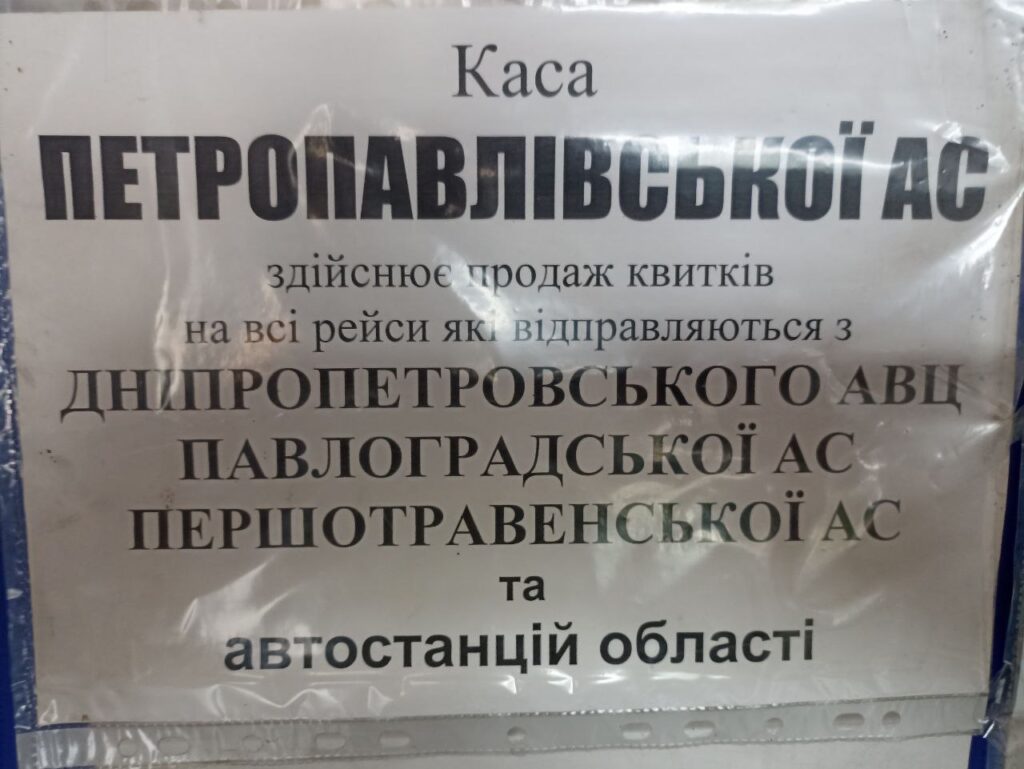 Каса
ПЕТРОПАВЛІВСЬКОЇ АС
здійснює продаж квитків
на всі рейси які відправляються з
ДНІПРОПЕТРОВСЬКОГО АВЦ
ПАВЛОГРАДСЬКОЇ АС
ПЕРШОТРАВЕНСЬКОЇ АС
та
автостанцій області